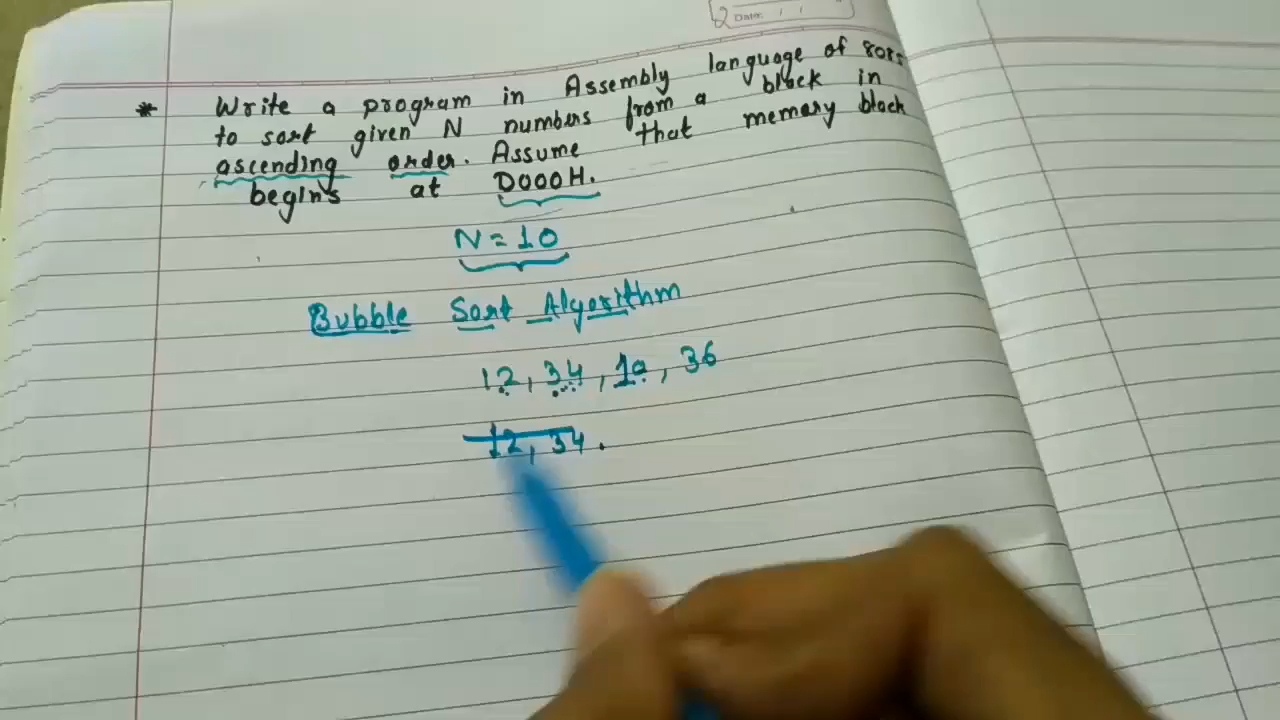 Date: / /
* Write a program in Assembly language of 8085
to sort given N numbers from a block in
ascending order. Assume that memory block
begins at D000H.
N = 10
Bubble Sort Algorithm
12, 34, 10, 36
12, 34.